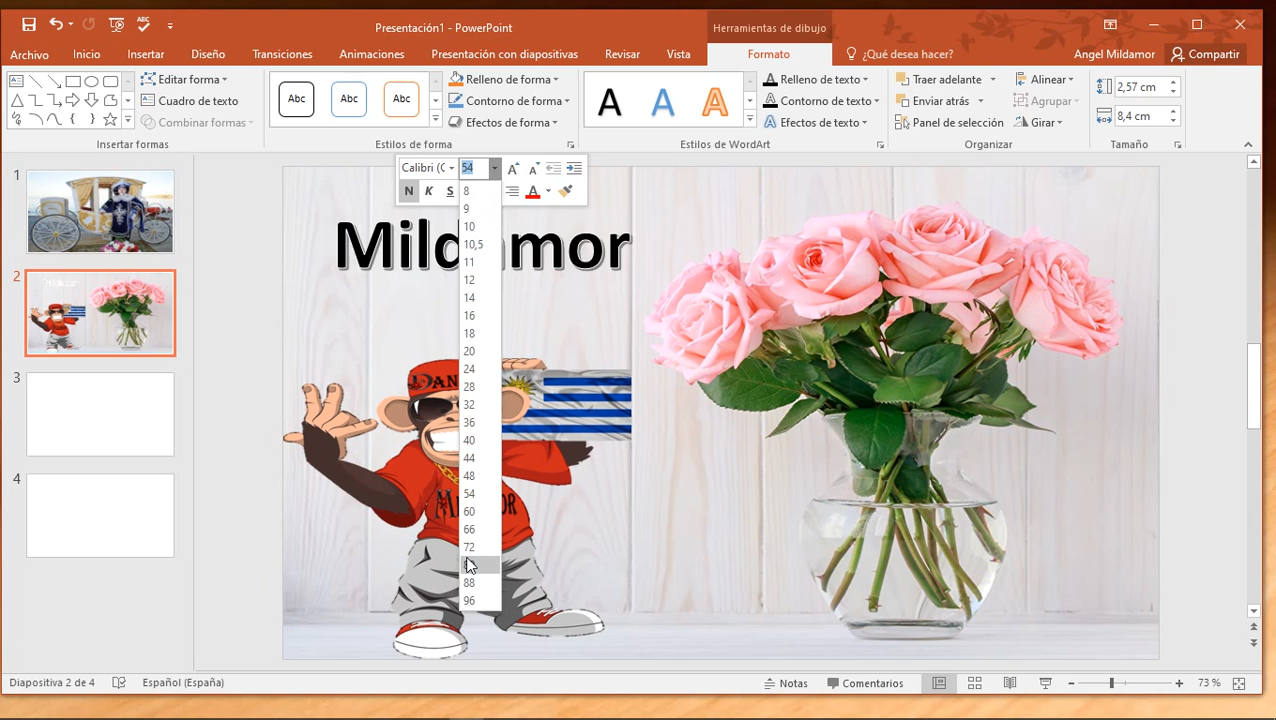 Presentación1 - PowerPoint
Herramientas de dibujo
Archivo
Inicio
Insertar
Diseño
Transiciones
Animaciones
Presentación con diapositivas
Revisar
Vista
Formato
¿Qué desea hacer?
Angel Mildamor
Compartir
Editar forma
Cuadro de texto
Combinar formas
Insertar formas
Abc
Abc
Abc
Relleno de forma
Contorno de forma
Efectos de forma
Estilos de forma
A
A
A
Relleno de texto
Contorno de texto
Efectos de texto
Estilos de WordArt
Traer adelante
Enviar atrás
Panel de selección
Alinear
Agrupar
Girar
Organizar
2,57 cm
8,4 cm
Tamaño
Calibri (C
54
N K S
8
9
10
10,5
11
12
14
16
18
20
24
28
32
36
40
44
48
54
60
66
72
88
96
1
2
3
4
Diapositiva 2 de 4
Español (España)
Notas
Comentarios
73 %